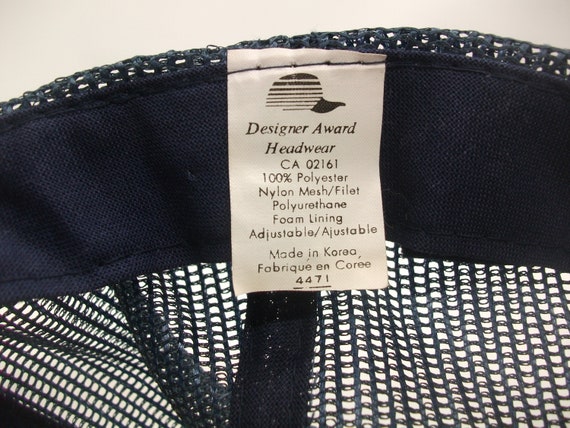 Designer Award
Headwear
CA 02161
100% Polyester
Nylon Mesh/Filet
Polyurethane
Foam Lining
Adjustable/Ajustable
Made in Korea
Fabrique en Coree
4471